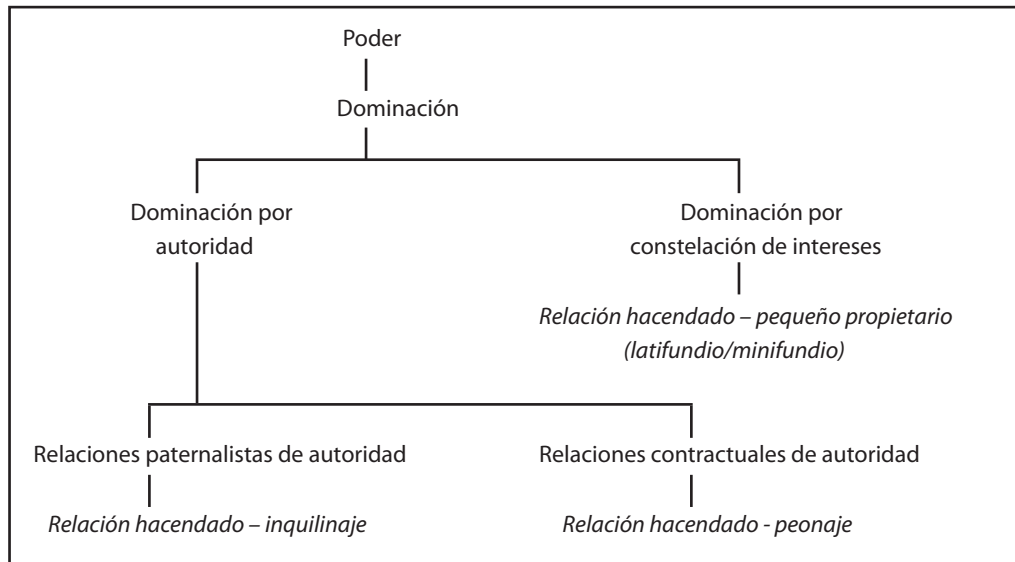 Poder
Dominación
Dominación por
autoridad
Dominación por
constelación de intereses
Relación hacendado – pequeño propietario
(latifundio/minifundio)
Relaciones paternalistas de autoridad
Relaciones contractuales de autoridad
Relación hacendado – inquilinaje
Relación hacendado - peonaje